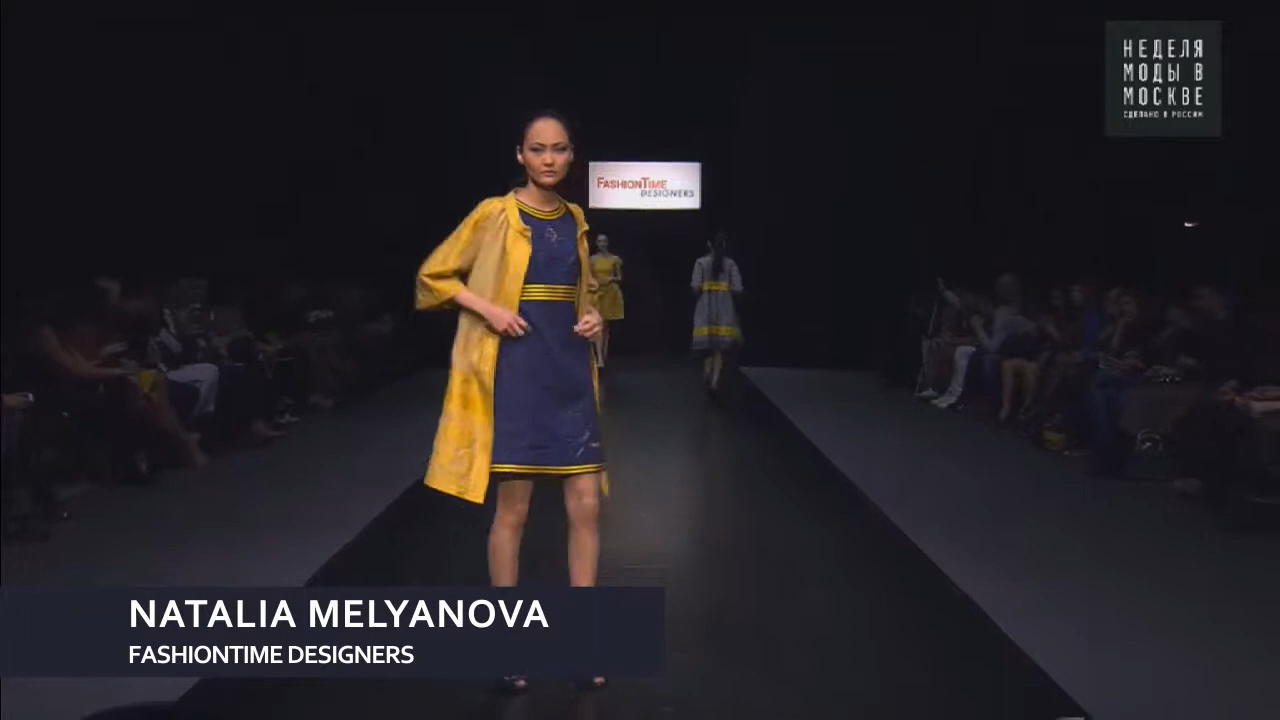 НЕДЕЛЯ
МОДЫ В
МОСКВЕ
СДЕЛАНО В РОССИИ
FASHIONTIME
DESIGNERS
NATALIA MELYANOVA
FASHIONTIME DESIGNERS